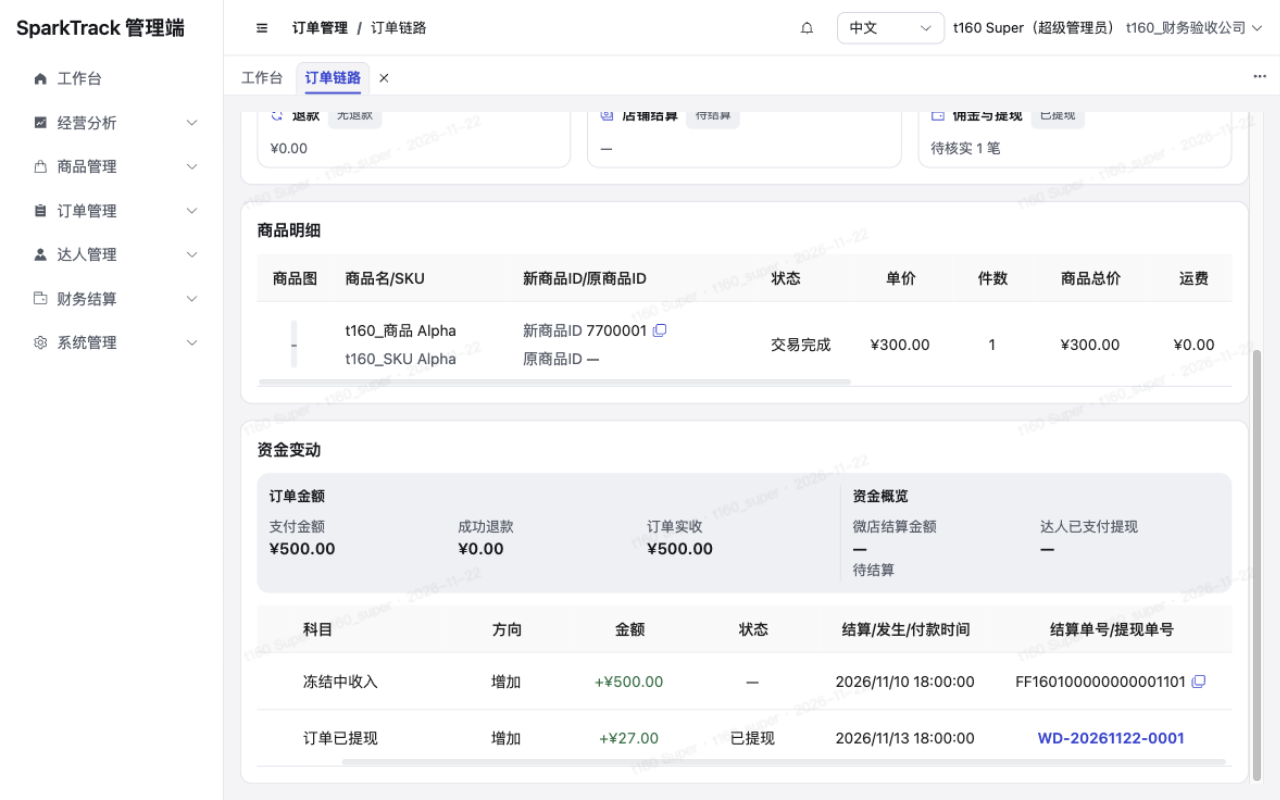 SparkTrack 管理端
订单管理 / 订单链路
中文
t160 Super（超级管理员）
t160_财务验收公司
工作台
经营分析
商品管理
订单管理
达人管理
财务结算
系统管理
工作台 订单链路
退款 无退款
¥0.00
店铺结算 待结算
—
佣金与提现 已提现
待核实 1 笔
商品明细
商品图 商品名/SKU 新商品ID/原商品ID 状态 单价 件数 商品总价 运费
- t160_商品 Alpha 新商品ID 7700001 交易完成 ¥300.00 1 ¥300.00 ¥0.00
t160_SKU Alpha 原商品ID —
资金变动
订单金额 资金概览
支付金额 成功退款 订单实收 微店结算金额 达人已支付提现
¥500.00 ¥0.00 ¥500.00 — —
待结算
科目 方向 金额 状态 结算/发生/付款时间 结算单号/提现单号
冻结中收入 增加 +¥500.00 — 2026/11/10 18:00:00 FF160100000000001101
订单已提现 增加 +¥27.00 已提现 2026/11/13 18:00:00 WD-20261122-0001
t160 Super · t160_super · 2026-11-22